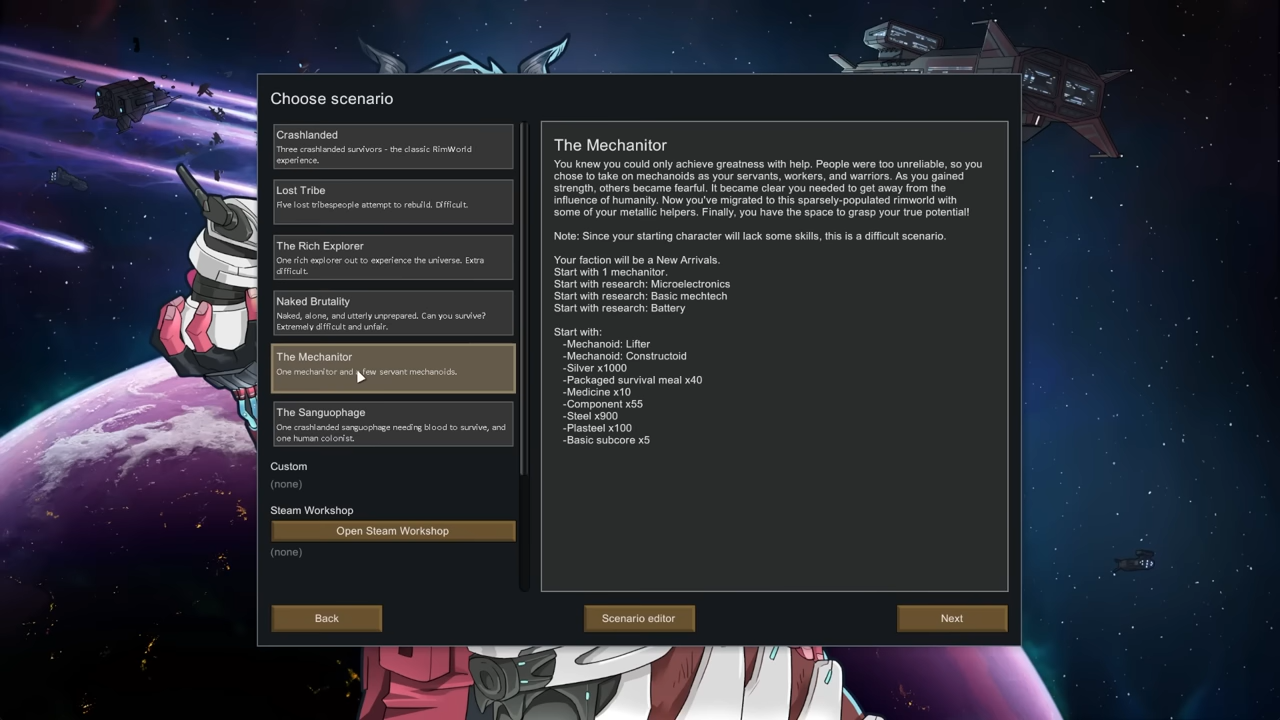 Choose scenario
Crashlanded
Three crashlanded survivors - the classic RimWorld
experience.
Lost Tribe
Five lost tribespeople attempt to rebuild. Difficult.
The Rich Explorer
One rich explorer out to experience the universe. Extra
difficult.
Naked Brutality
Naked, alone, and utterly unprepared. Can you survive?
Extremely difficult and unfair.
The Mechanitor
One mechanitor and a few servant mechanoids.
The Sanguophage
One crashlanded sanguophage needing blood to survive, and
one human colonist.
Custom
(none)
Steam Workshop
Open Steam Workshop
(none)
The Mechanitor
You knew you could only achieve greatness with help. People were too unreliable, so you
chose to take on mechanoids as your servants, workers, and warriors. As you gained
strength, others became fearful. It became clear you needed to get away from the
influence of humanity. Now you've migrated to this sparsely-populated rimworld with
some of your metallic helpers. Finally, you have the space to grasp your true potential!
Note: Since your starting character will lack some skills, this is a difficult scenario.
Your faction will be a New Arrivals.
Start with 1 mechanitor.
Start with research: Microelectronics
Start with research: Basic mechtech
Start with research: Battery
Start with:
-Mechanoid: Lifter
-Mechanoid: Constructoid
-Silver x1000
-Packaged survival meal x40
-Medicine x10
-Component x55
-Steel x900
-Plasteel x100
-Basic subcore x5
Back
Scenario editor
Next